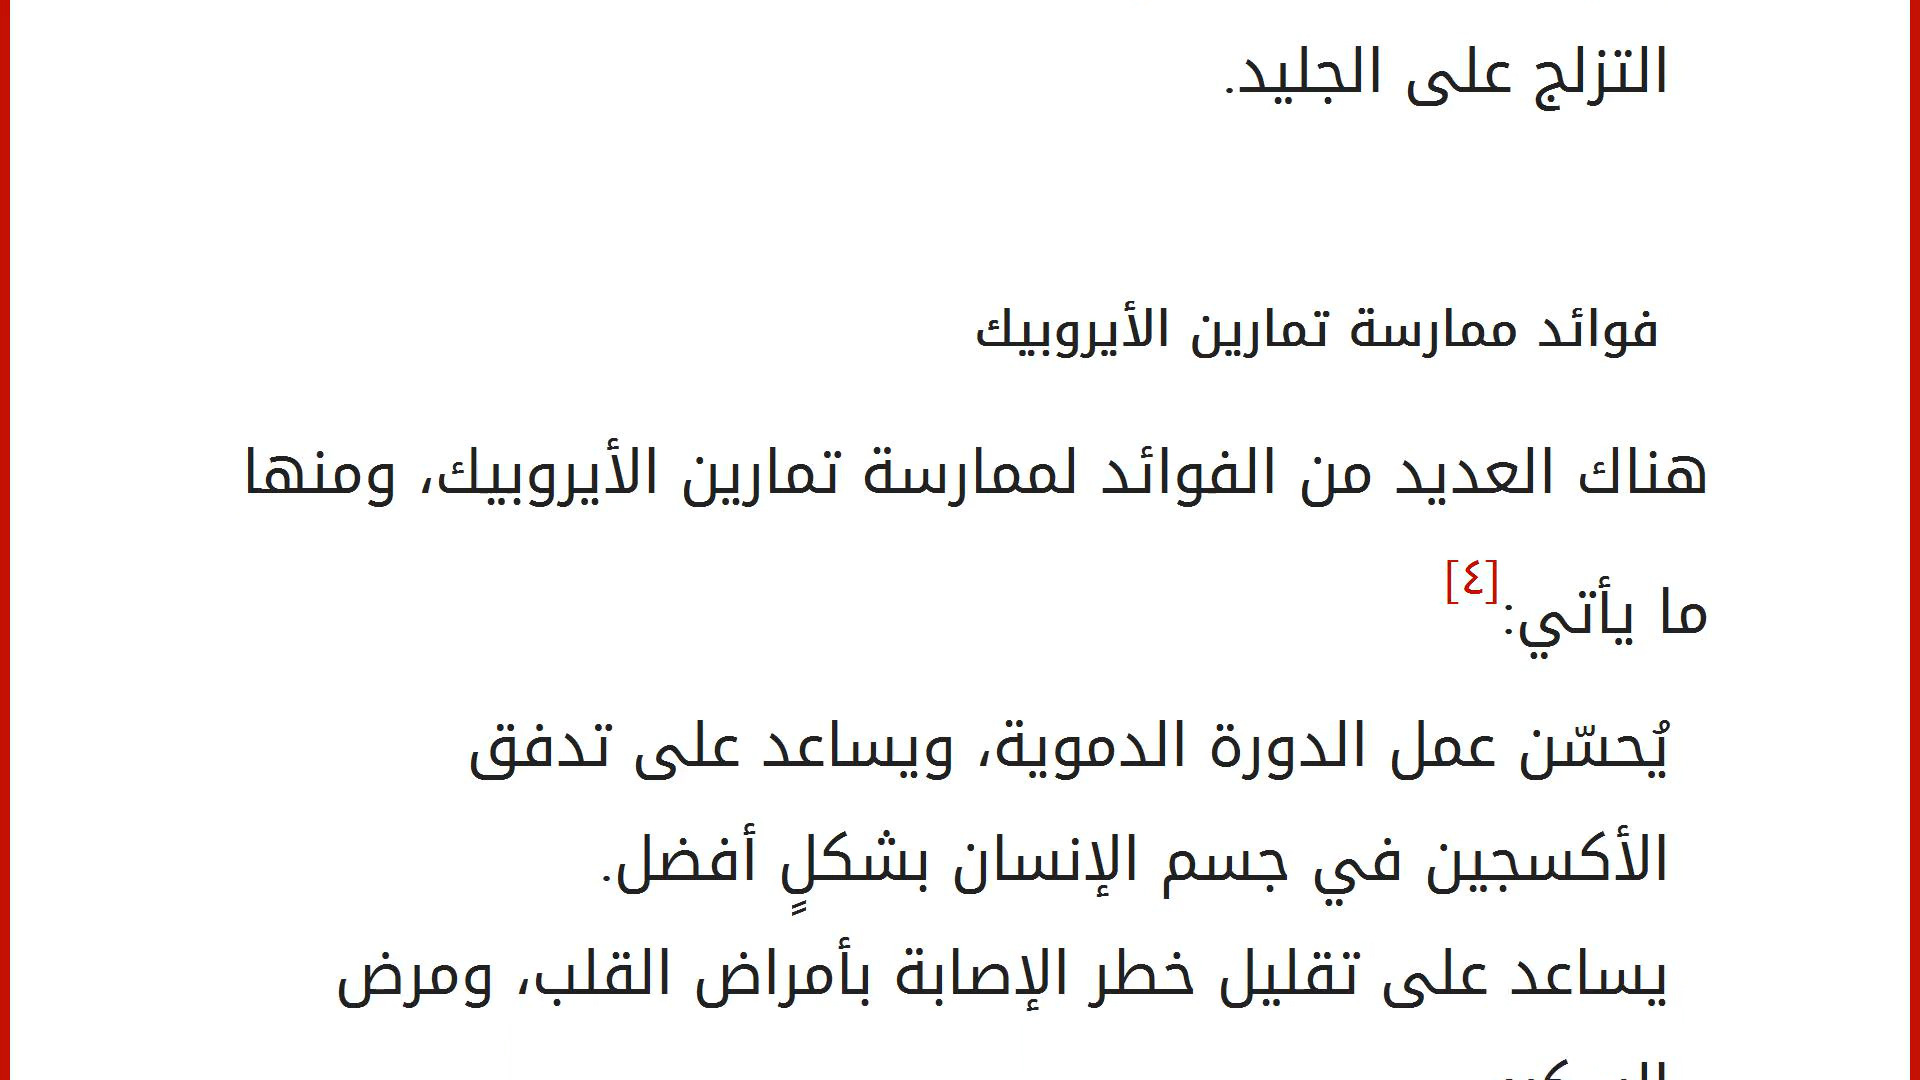 التزلج على الجليد.
فوائد ممارسة تمارين الأيروبيك
هناك العديد من الفوائد لممارسة تمارين الأيروبيك، ومنها
ما يأتي:[٤]
يُحسّن عمل الدورة الدموية، ويساعد على تدفق
الأكسجين في جسم الإنسان بشكلٍ أفضل.
يساعد على تقليل خطر الإصابة بأمراض القلب، ومرض